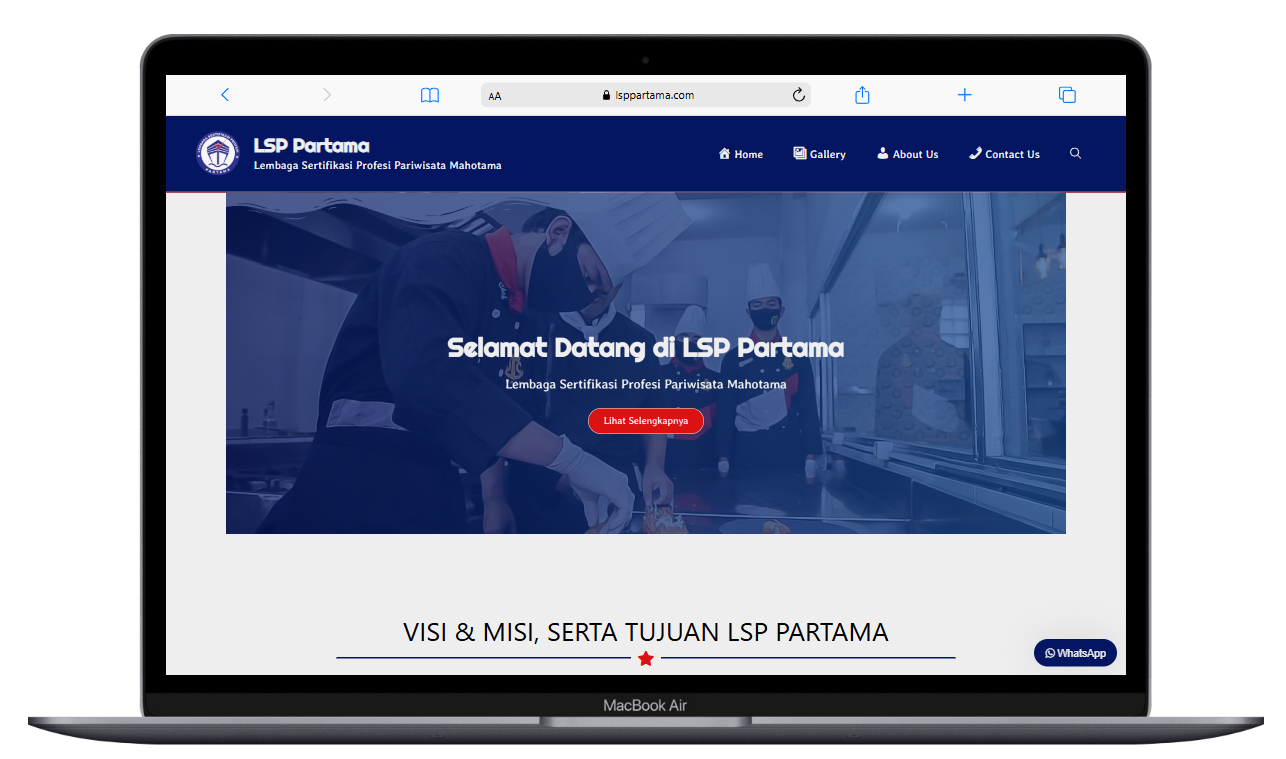 AA
lsppartama.com
LSP Partama
Lembaga Sertifikasi Profesi Pariwisata Mahotama
Home
Gallery
About Us
Contact Us
PARTAMA
Selamat Datang di LSP Partama
Lembaga Sertifikasi Profesi Pariwisata Mahotama
Lihat Selengkapnya
VISI & MISI, SERTA TUJUAN LSP PARTAMA
WhatsApp
MacBook Air